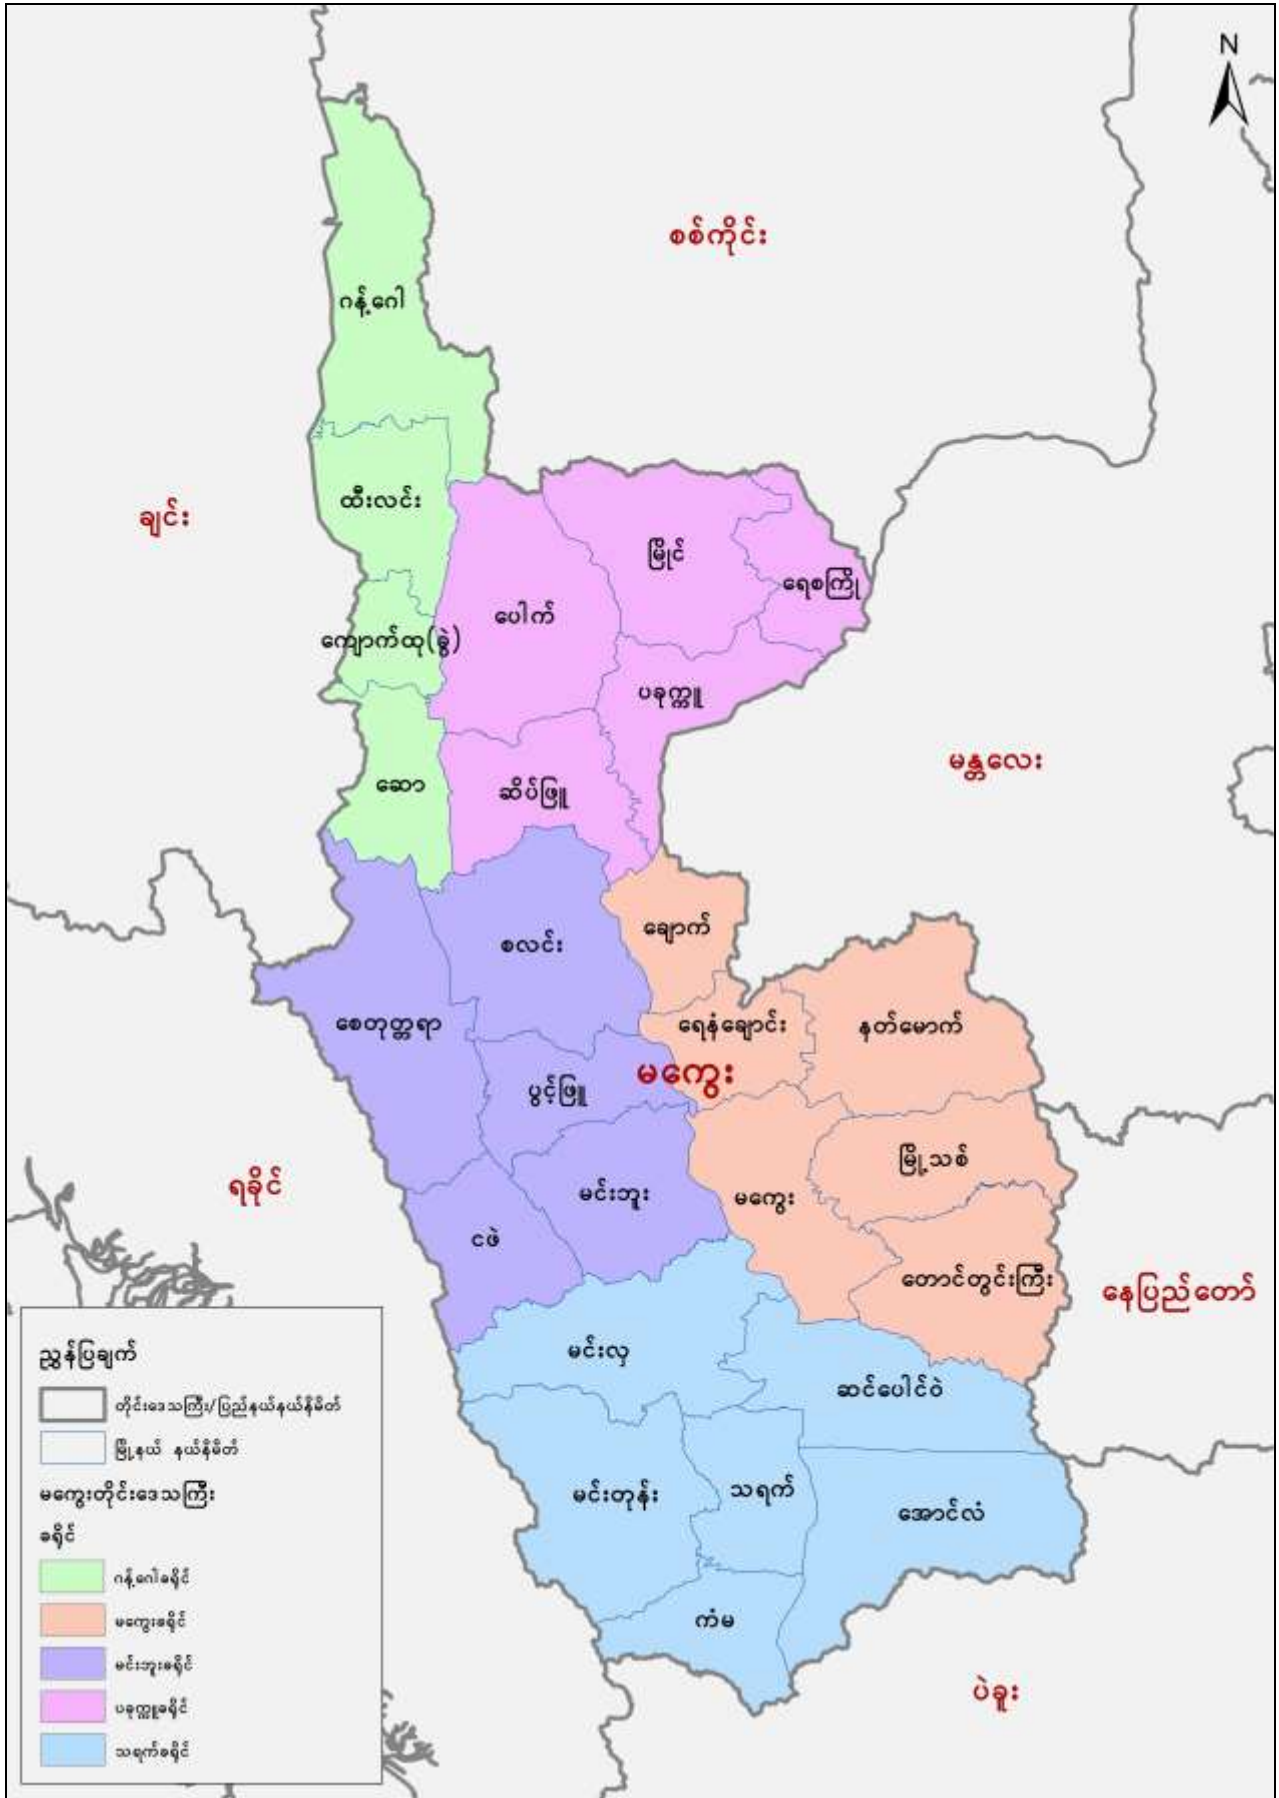 N
စစ်ကိုင်း
ဂန့်ဂေါ
ထီးလင်း
ချင်း
မြိုင်
ရေစကြို
ပေါက်
ကျောက်ထု(ခွဲ)
ပခုက္ကူ
မန္တလေး
ဆော
ဆိပ်ဖြူ
ချောက်
စလင်း
စေတုတ္တရာ
ရေနံချောင်း
နတ်မောက်
မကွေး
ပွင့်ဖြူ
မြို့သစ်
ရခိုင်
မင်းဘူး
မကွေး
ငဖဲ
တောင်တွင်းကြီး
နေပြည်တော်
မင်းလှ
ဆင်ပေါင်ဝဲ
မင်းတုန်း
သရက်
အောင်လံ
ကံမ
ပဲခူး
ညွှန်ပြချက်
တိုင်းဒေသကြီး/ပြည်နယ်နယ်နိမိတ်
မြို့နယ် နယ်နိမိတ်
မကွေးတိုင်းဒေသကြီး
ခရိုင်
ဂန့်ဂေါခရိုင်
မကွေးခရိုင်
မင်းဘူးခရိုင်
ပခုက္ကူခရိုင်
သရက်ခရိုင်